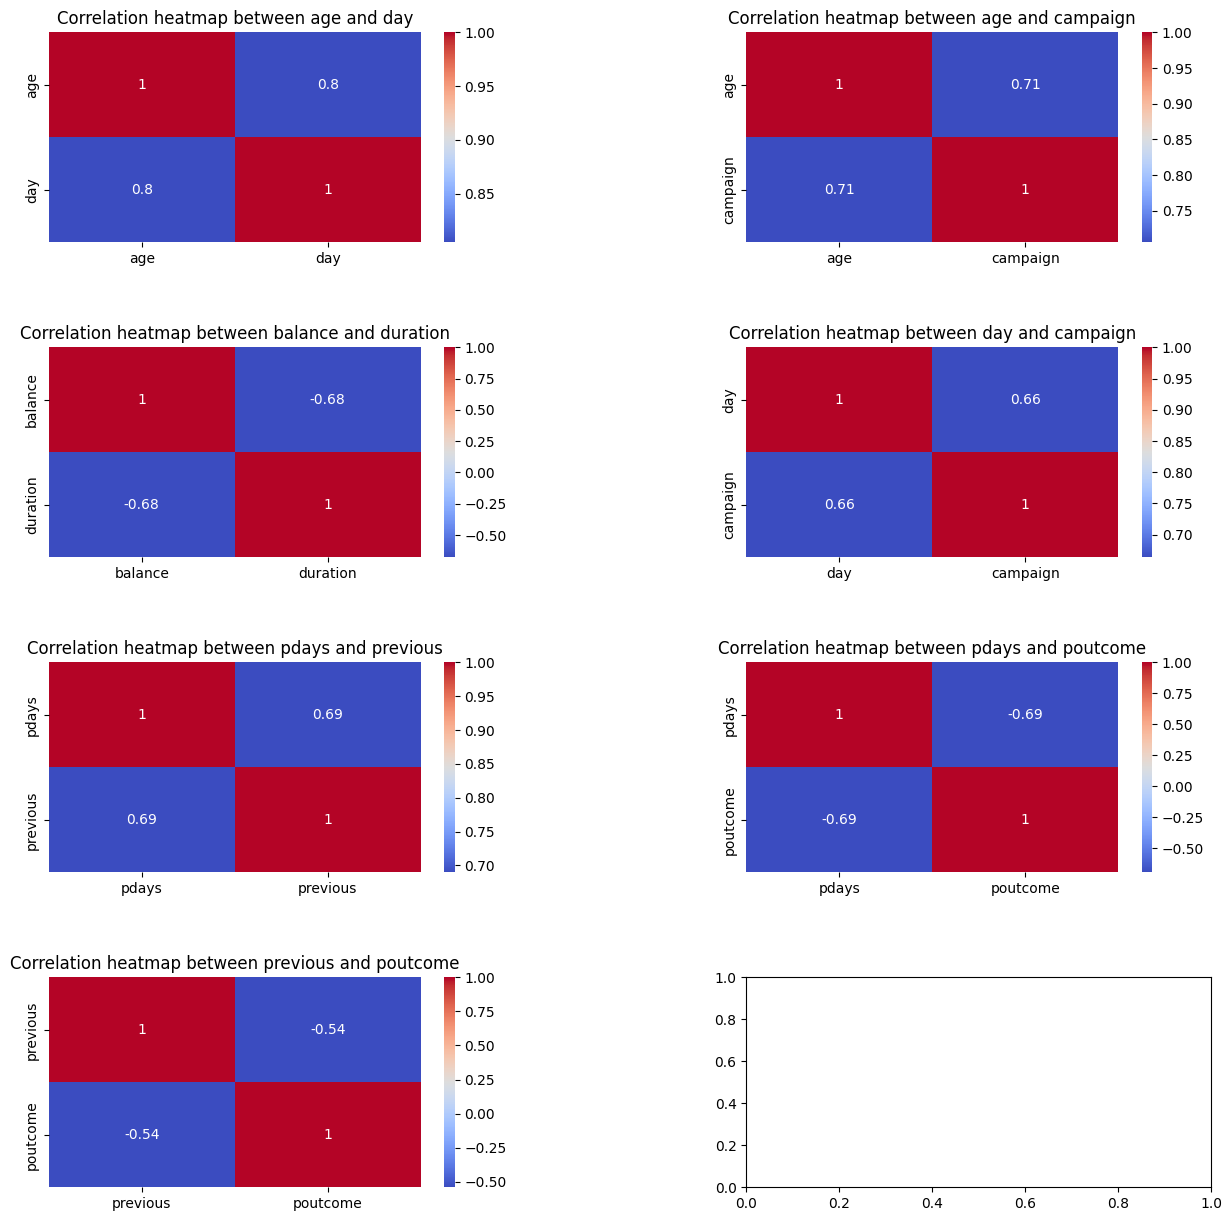 Correlation heatmap between age and day
age
day
1
0.8
0.8
1
age
day
1.00
0.95
0.90
0.85
Correlation heatmap between age and campaign
age
campaign
1
0.71
0.71
1
age
campaign
1.00
0.95
0.90
0.85
0.80
0.75
Correlation heatmap between balance and duration
balance
duration
1
-0.68
-0.68
1
balance
duration
1.00
0.75
0.50
0.25
0.00
−0.25
−0.50
Correlation heatmap between day and campaign
day
campaign
1
0.66
0.66
1
day
campaign
1.00
0.95
0.90
0.85
0.80
0.75
0.70
Correlation heatmap between pdays and previous
pdays
previous
1
0.69
0.69
1
pdays
previous
1.00
0.95
0.90
0.85
0.80
0.75
0.70
Correlation heatmap between pdays and poutcome
pdays
poutcome
1
-0.69
-0.69
1
pdays
poutcome
1.00
0.75
0.50
0.25
0.00
−0.25
−0.50
Correlation heatmap between previous and poutcome
previous
poutcome
1
-0.54
-0.54
1
previous
poutcome
1.00
0.75
0.50
0.25
0.00
−0.25
−0.50
1.0
0.8
0.6
0.4
0.2
0.0
0.0
0.2
0.4
0.6
0.8
1.0